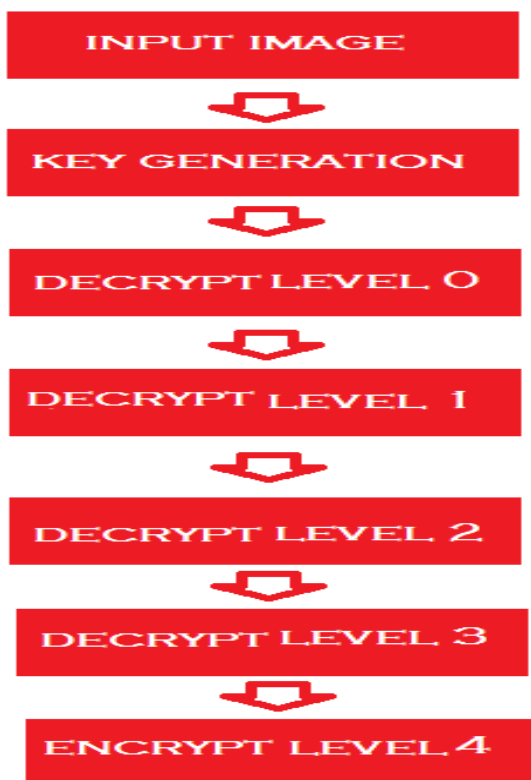 INPUT IMAGE
KEY GENERATION
DECRYPT LEVEL 0
DECRYPT LEVEL 1
DECRYPT LEVEL 2
DECRYPT LEVEL 3
ENCRYPT LEVEL 4